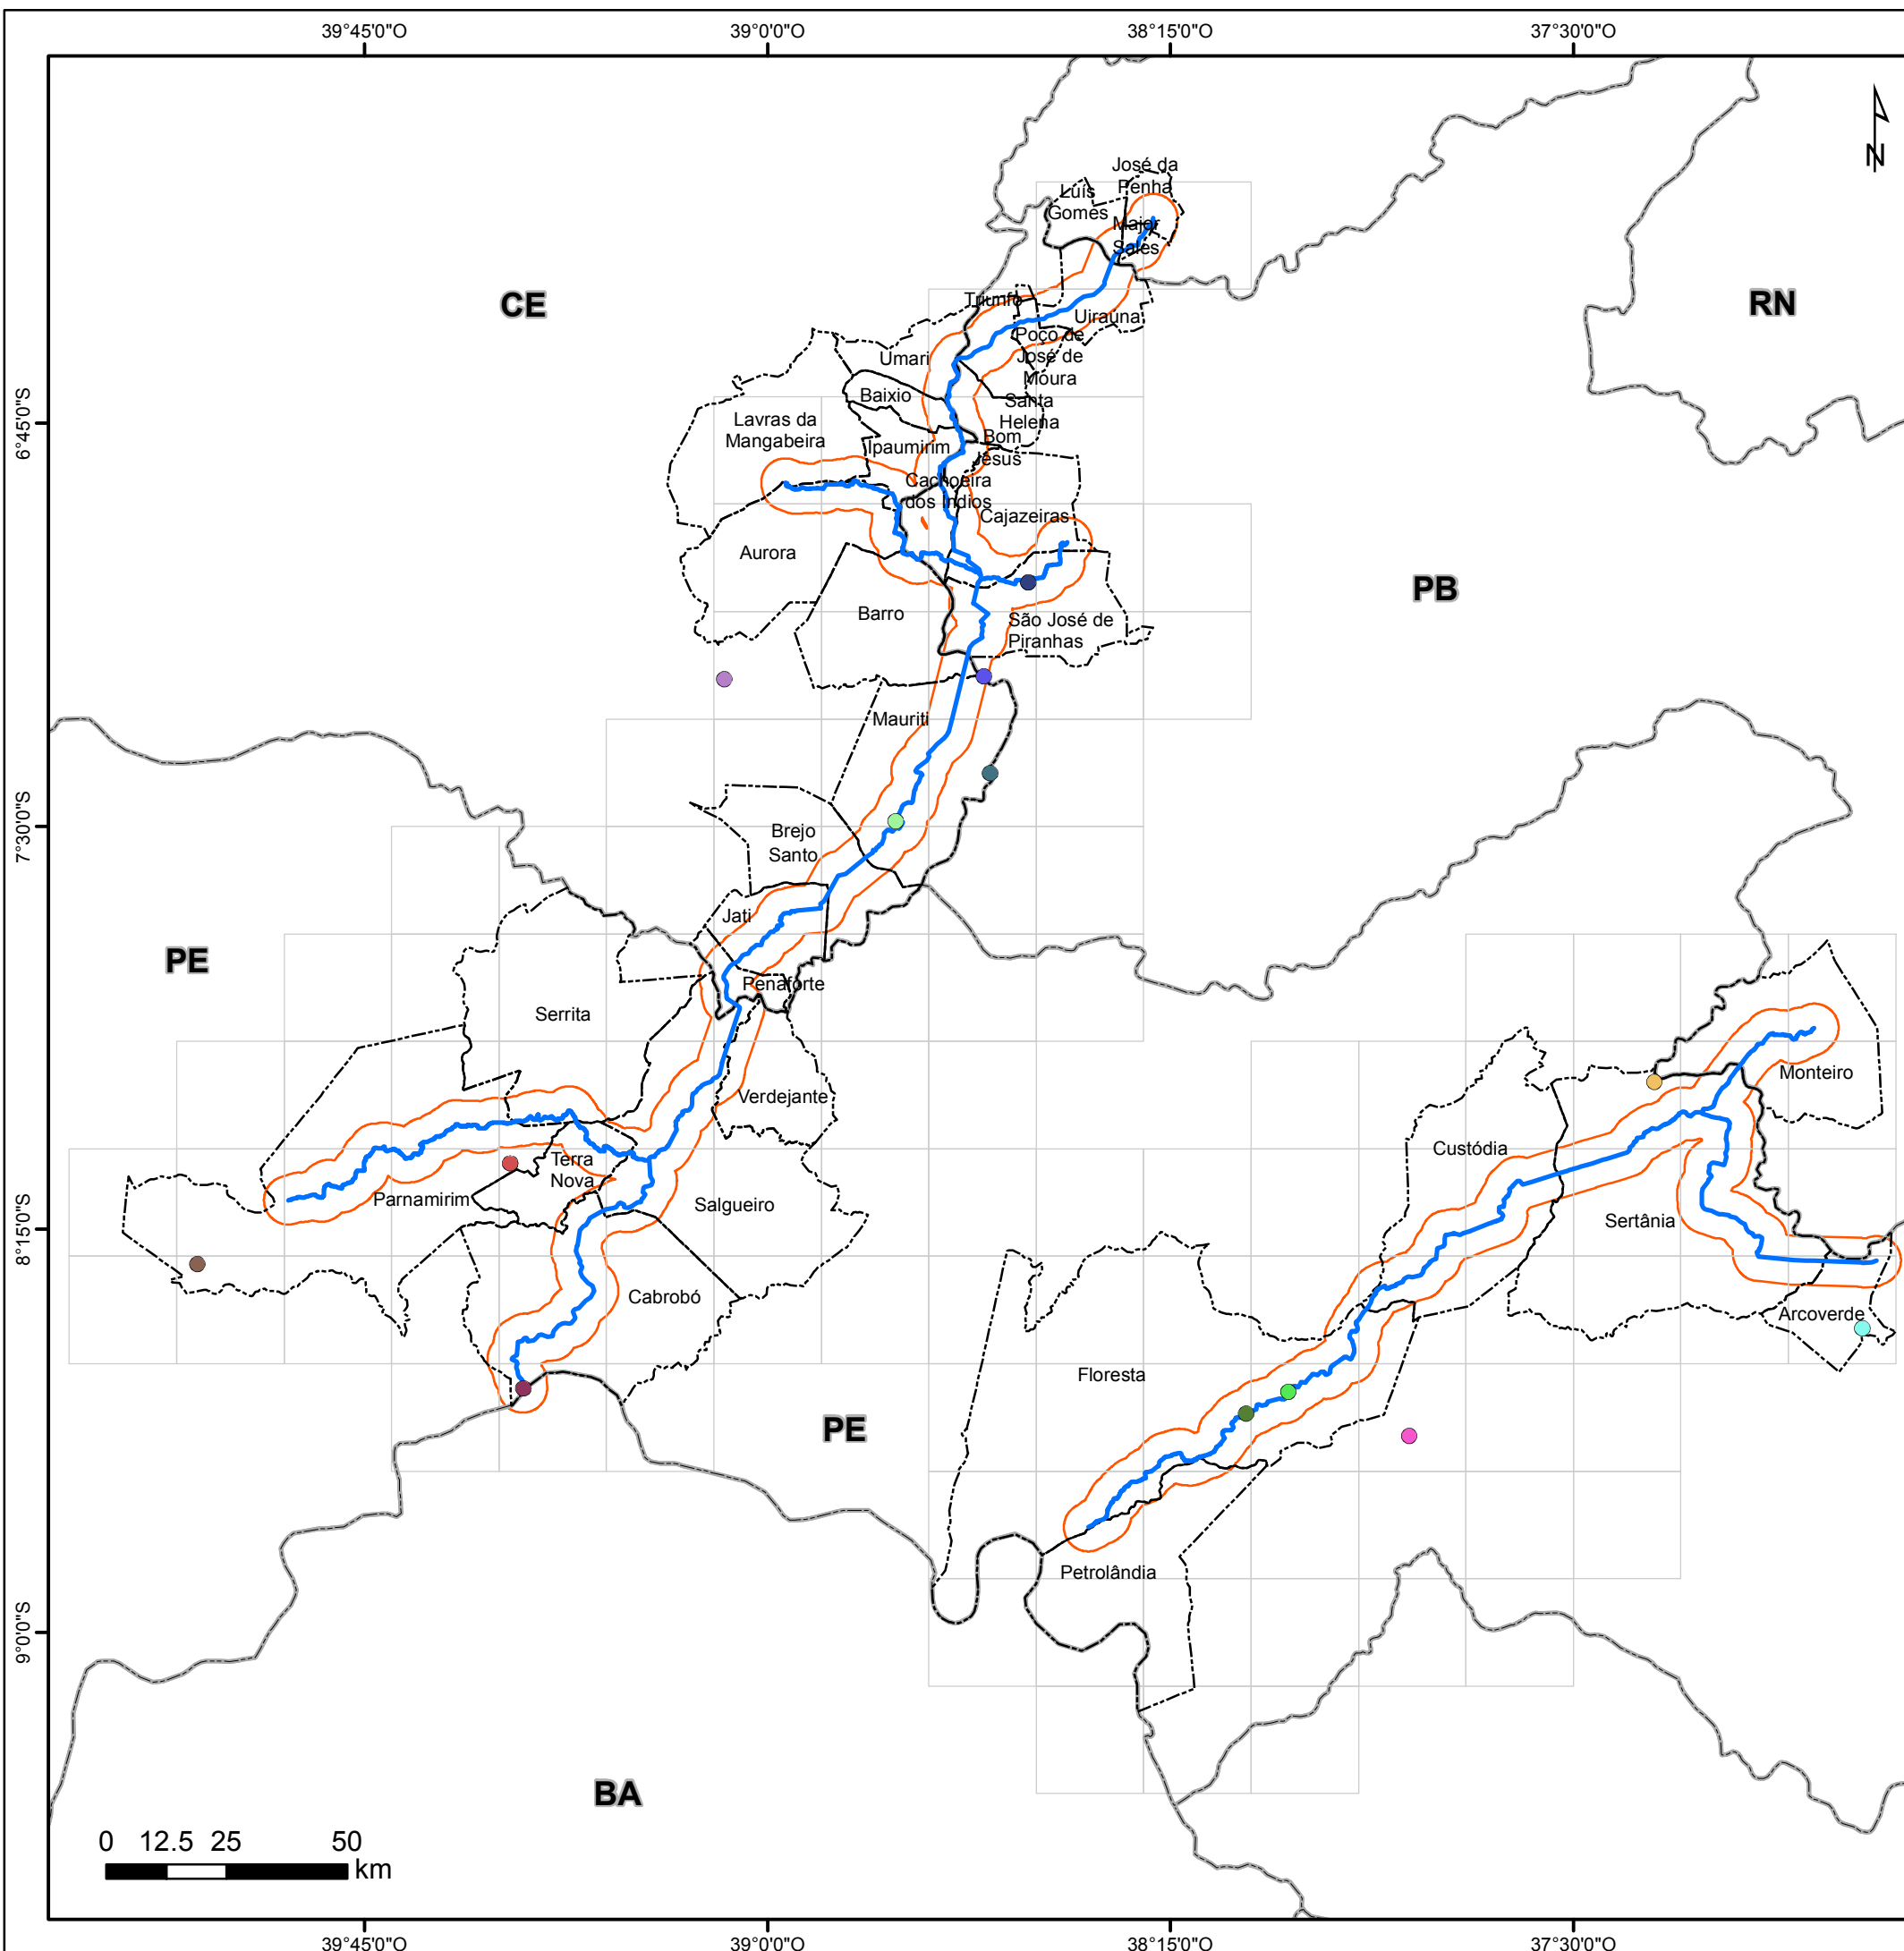 39°45'0"O 39°0'0"O 38°15'0"O 37°30'0"O
N
José da
Penha
Luís
Gomes
Major
Sales
CE
RN
Triunfo
Uiraúna
Poço de
José de
Moura
Umari
Baixio
Santa
Helena
Lavras da
Mangabeira
6°45'0"S
Bom
Jesus
Ipaumirim
Cachoeira
dos Índios
Cajazeiras
Aurora
PB
Barro
São José de
Piranhas
Mauriti
7°30'0"S
Brejo
Santo
Jati
PE
Penaforte
Serrita
Monteiro
Verdejante
Custódia
Terra
Nova
Parnamirim
Salgueiro
Sertânia
8°15'0"S
Cabrobó
Arcoverde
Floresta
PE
Petrolândia
9°0'0"S
BA
0 12.5 25 50
km
39°45'0"O 39°0'0"O 38°15'0"O 37°30'0"O